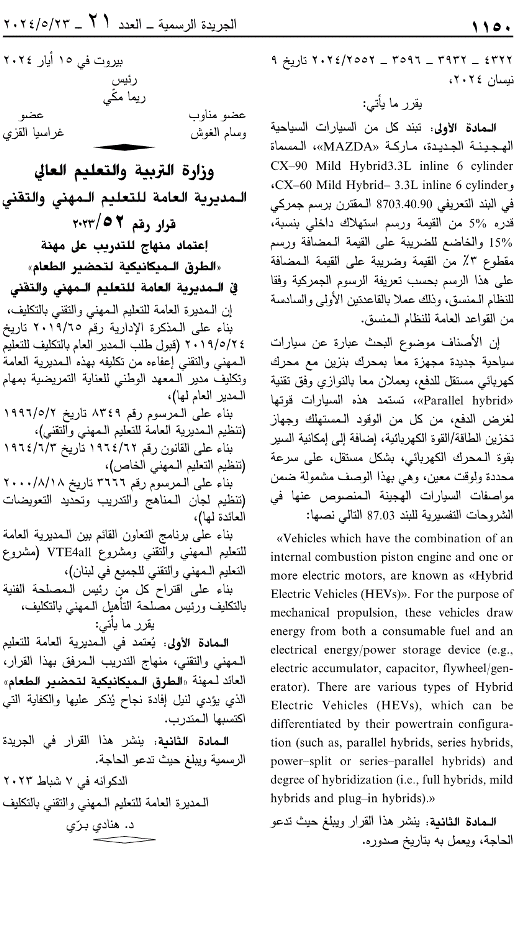 ١١٥٠
الجريدة الرسمية ــ العدد ٢١ ــ ٢٠٢٤/٥/٢٣
٤٣٢٢ – ٣٩٣٢ – ٣٥٩٦ – ٢٠٢٤/٢٥٥٢ تاريخ ٩
نيسان ٢٠٢٤،
يقرر ما يأتي:
المادة الأولى: تبند كل من السيارات السياحية
الهجينة الجديدة، ماركة «MAZDA»، المسماة
CX–90 Mild Hybrid3.3L inline 6 cylinder
وCX–60 Mild Hybrid– 3.3L inline 6 cylinder،
في البند التعريفي 8703.40.90 المقترن برسم جمركي
قدره 5% من القيمة ورسم استهلاك داخلي بنسبة،
15% والخاضع للضريبة على القيمة المضافة ورسم
مقطوع ٣٪ من القيمة وضريبة على القيمة المضافة
على هذا الرسم بحسب تعريفة الرسوم الجمركية وفقا
للنظام المنسق، وذلك عملا بالقاعدتين الأولى والسادسة
من القواعد العامة للنظام المنسق.
إن الأصناف موضوع البحث عبارة عن سيارات
سياحية جديدة مجهزة معا بمحرك بنزين مع محرك
كهربائي مستقل للدفع، يعملان معا بالتوازي وفق تقنية
«Parallel hybrid»، تستمد هذه السيارات قوتها
لغرض الدفع، من كل من الوقود المستهلك وجهاز
تخزين الطاقة/القوة الكهربائية، إضافة إلى إمكانية السير
بقوة المحرك الكهربائي، بشكل مستقل، على سرعة
محددة ولوقت معين، وهي بهذا الوصف مشمولة ضمن
مواصفات السيارات الهجينة المنصوص عنها في
الشروحات التفسيرية للبند 87.03 التالي نصها:
«Vehicles which have the combination of an
internal combustion piston engine and one or
more electric motors, are known as «Hybrid
Electric Vehicles (HEVs)». For the purpose of
mechanical propulsion, these vehicles draw
energy from both a consumable fuel and an
electrical energy/power storage device (e.g.,
electric accumulator, capacitor, flywheel/gen-
erator). There are various types of Hybrid
Electric Vehicles (HEVs), which can be
differentiated by their powertrain configura-
tion (such as, parallel hybrids, series hybrids,
power–split or series–parallel hybrids) and
degree of hybridization (i.e., full hybrids, mild
hybrids and plug–in hybrids).»
المادة الثانية: ينشر هذا القرار ويبلغ حيث تدعو
الحاجة، ويعمل به بتاريخ صدوره.
بيروت في ١٥ أيار ٢٠٢٤
رئيس
ريما مكّي
عضو مناوب عضو
وسام الغوش غراسيا القزي
وزارة التربية والتعليم العالي
المديرية العامة للتعليم المهني والتقني
قرار رقم ٢٠٢٣/٥٢
إعتماد منهاج للتدريب على مهنة
«الطرق الميكانيكية لتحضير الطعام»
في المديرية العامة للتعليم المهني والتقني
إن المديرة العامة للتعليم المهني والتقني بالتكليف،
بناء على المذكرة الإدارية رقم ٢٠١٩/٦٥ تاريخ
٢٠١٩/٥/٢٤ (قبول طلب المدير العام بالتكليف للتعليم
المهني والتقني إعفاءه من تكليفه بهذه المديرية العامة
وتكليف مدير المعهد الوطني للعناية التمريضية بمهام
المدير العام لها)،
بناء على المرسوم رقم ٨٣٤٩ تاريخ ١٩٩٦/٥/٢
(تنظيم المديرية العامة للتعليم المهني والتقني)،
بناء على القانون رقم ١٩٦٤/٦٢ تاريخ ١٩٦٤/٦/٣
(تنظيم التعليم المهني الخاص)،
بناء على المرسوم رقم ٣٦٦٦ تاريخ ٢٠٠٠/٨/١٨
(تنظيم لجان المناهج والتدريب وتحديد التعويضات
العائدة لها)،
بناء على برنامج التعاون القائم بين المديرية العامة
للتعليم المهني والتقني ومشروع VTE4all (مشروع
التعليم المهني والتقني للجميع في لبنان)،
بناء على اقتراح كل من رئيس المصلحة الفنية
بالتكليف ورئيس مصلحة التأهيل المهني بالتكليف،
يقرر ما يأتي:
المادة الأولى: يُعتمد في المديرية العامة للتعليم
المهني والتقني، منهاج التدريب المرفق بهذا القرار،
العائد لمهنة «الطرق الميكانيكية لتحضير الطعام»
الذي يؤدي لنيل إفادة نجاح يُذكر عليها والكفاية التي
اكتسبها المتدرب.
المادة الثانية: ينشر هذا القرار في الجريدة
الرسمية ويبلغ حيث تدعو الحاجة.
الدكوانه في ٧ شباط ٢٠٢٣
المديرة العامة للتعليم المهني والتقني بالتكليف
د. هنادي برّي